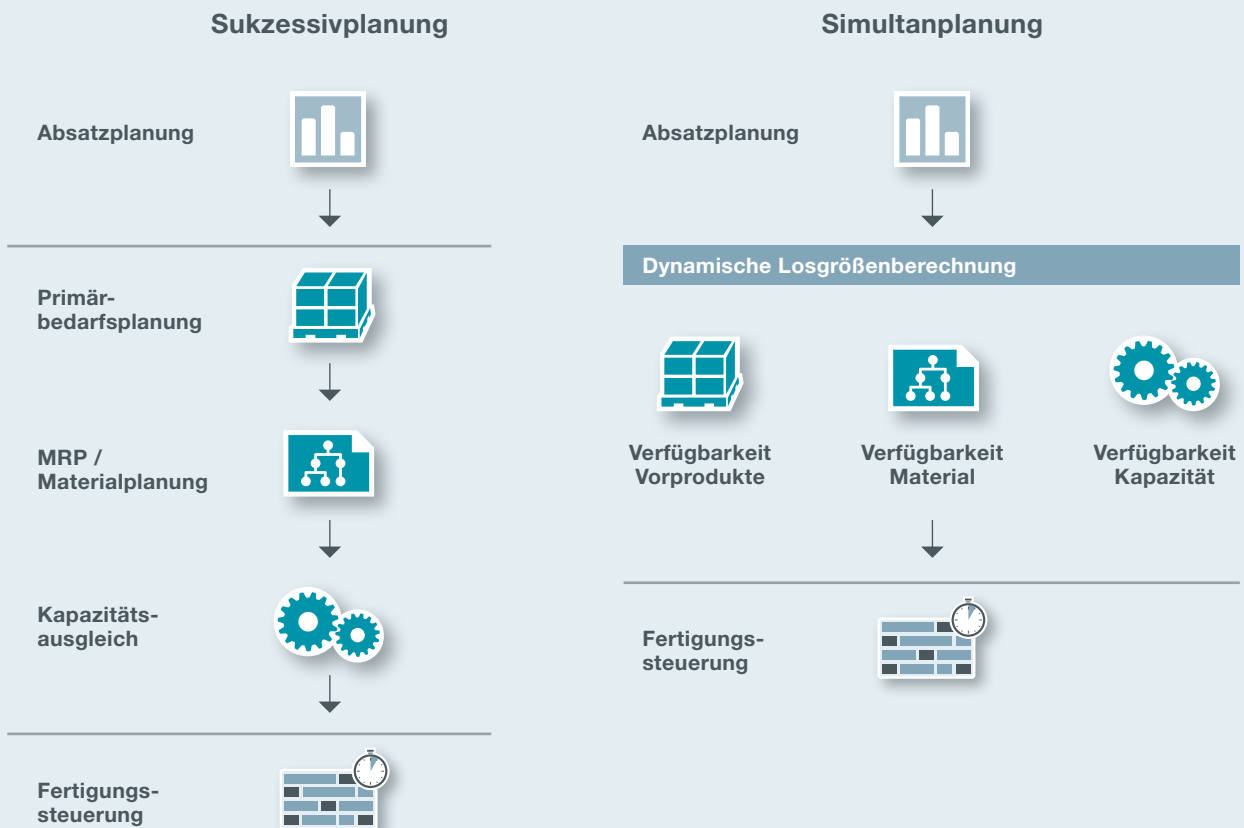 Sukzessivplanung
Absatzplanung
Primär-
bedarfsplanung
MRP /
Materialplanung
Kapazitäts-
ausgleich
Fertigungs-
steuerung
Simultanplanung
Absatzplanung
Dynamische Losgrößenberechnung
Verfügbarkeit
Vorprodukte
Verfügbarkeit
Material
Verfügbarkeit
Kapazität
Fertigungs-
steuerung